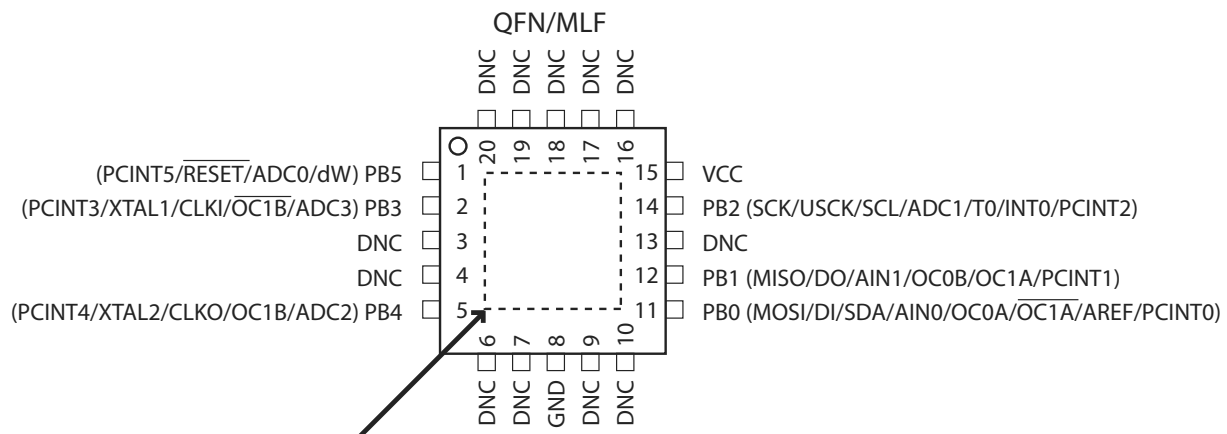 QFN/MLF
DNC DNC DNC DNC DNC
20 19 18 17 16
(PCINT5/RESET/ADC0/dW) PB5 1 15 VCC
(PCINT3/XTAL1/CLKI/OC1B/ADC3) PB3 2 14 PB2 (SCK/USCK/SCL/ADC1/T0/INT0/PCINT2)
DNC 3 13 DNC
DNC 4 12 PB1 (MISO/DO/AIN1/OC0B/OC1A/PCINT1)
(PCINT4/XTAL2/CLKO/OC1B/ADC2) PB4 5 11 PB0 (MOSI/DI/SDA/AIN0/OC0A/OC1A/AREF/PCINT0)
6 7 8 9 10
DNC DNC GND DNC DNC